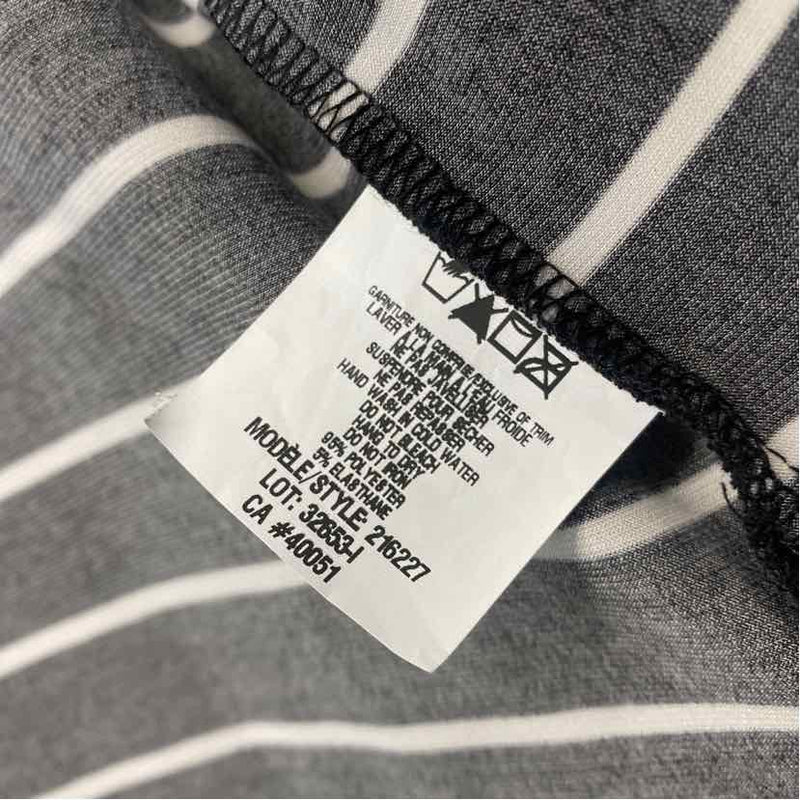 GARNITURE NON COMPRISE/EXCLUSIVE OF TRIM
LAVER À LA MAIN À L'EAU FROIDE
NE PAS JAVELLISER
SUSPENDRE POUR SÉCHER
NE PAS REPASSER
HAND WASH IN COLD WATER
DO NOT BLEACH
HANG TO DRY
DO NOT IRON
95% POLYESTER
5% ELASTHANE
MODÈLE/STYLE: 216227
LOT: 32653-I
CA #40051